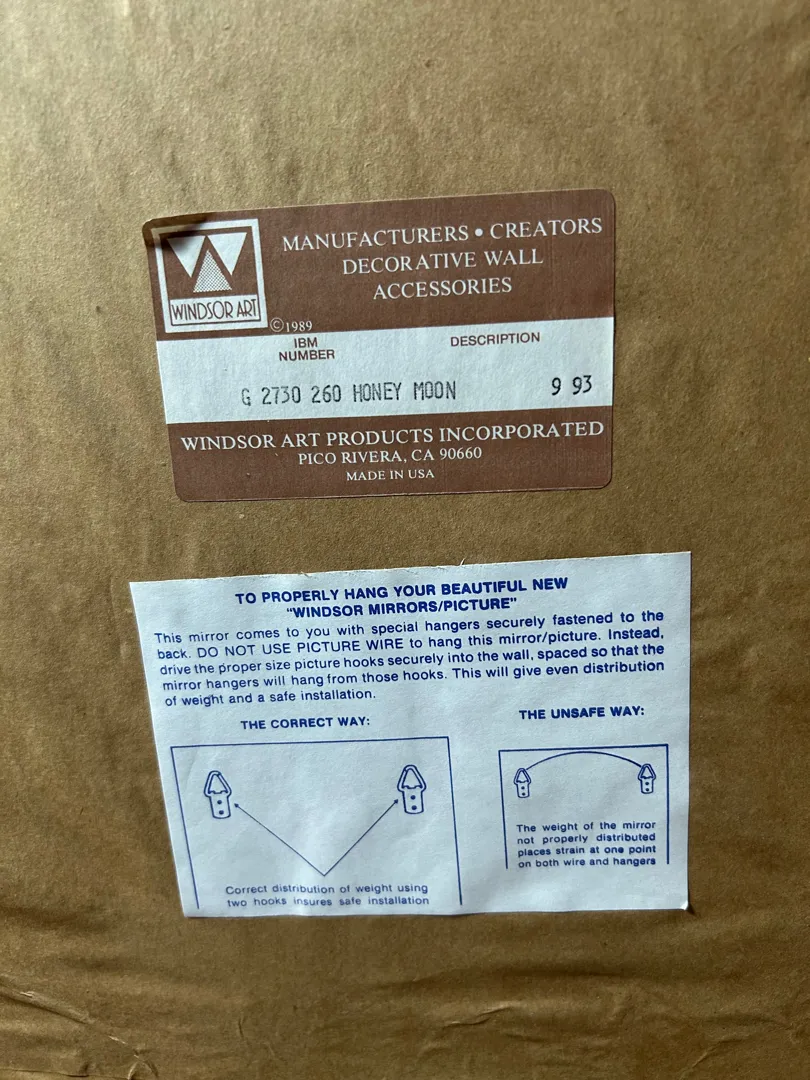 MANUFACTURERS • CREATORS
DECORATIVE WALL
ACCESSORIES
WINDSOR ART
©1989
IBM
NUMBER
DESCRIPTION
G 2730 260 HONEY MOON 9 93
WINDSOR ART PRODUCTS INCORPORATED
PICO RIVERA, CA 90660
MADE IN USA
TO PROPERLY HANG YOUR BEAUTIFUL NEW
"WINDSOR MIRRORS/PICTURE"
This mirror comes to you with special hangers securely fastened to the
back. DO NOT USE PICTURE WIRE to hang this mirror/picture. Instead,
drive the proper size picture hooks securely into the wall, spaced so that the
mirror hangers will hang from those hooks. This will give even distribution
of weight and a safe installation.
THE CORRECT WAY:
Correct distribution of weight using
two hooks insures safe installation
THE UNSAFE WAY:
The weight of the mirror
not properly distributed
places strain at one point
on both wire and hangers